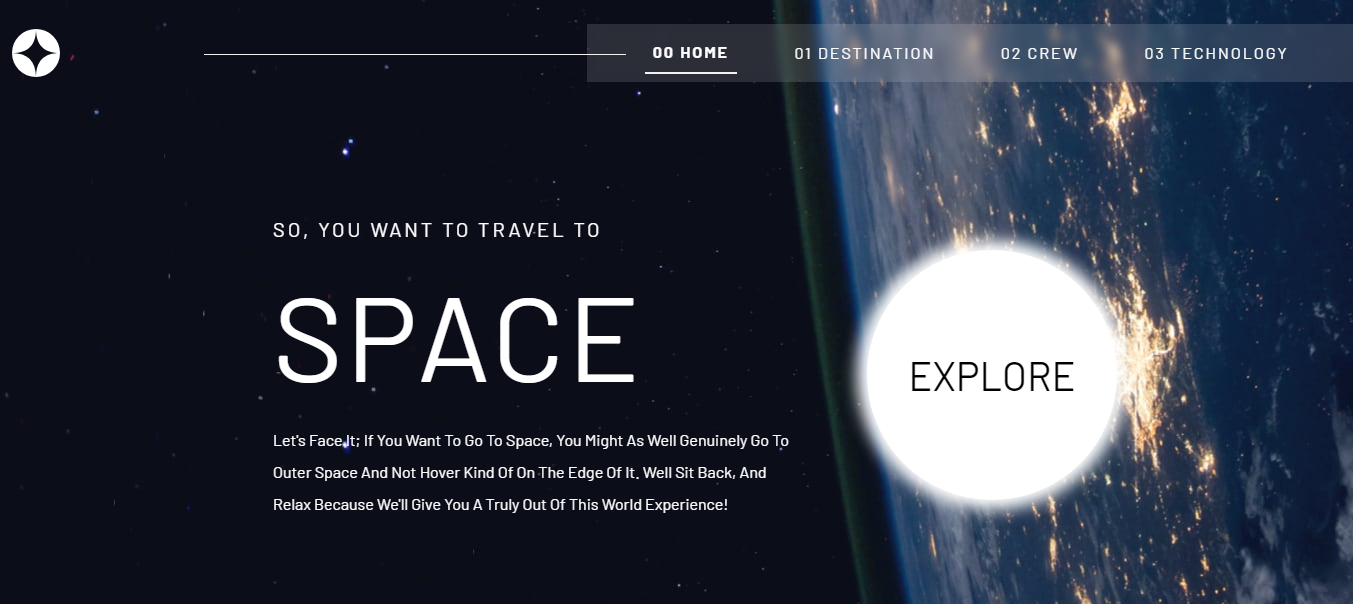 00 HOME
01 DESTINATION
02 CREW
03 TECHNOLOGY
SO, YOU WANT TO TRAVEL TO
SPACE
Let's Face It; If You Want To Go To Space, You Might As Well Genuinely Go To
Outer Space And Not Hover Kind Of On The Edge Of It. Well Sit Back, And
Relax Because We'll Give You A Truly Out Of This World Experience!
EXPLORE